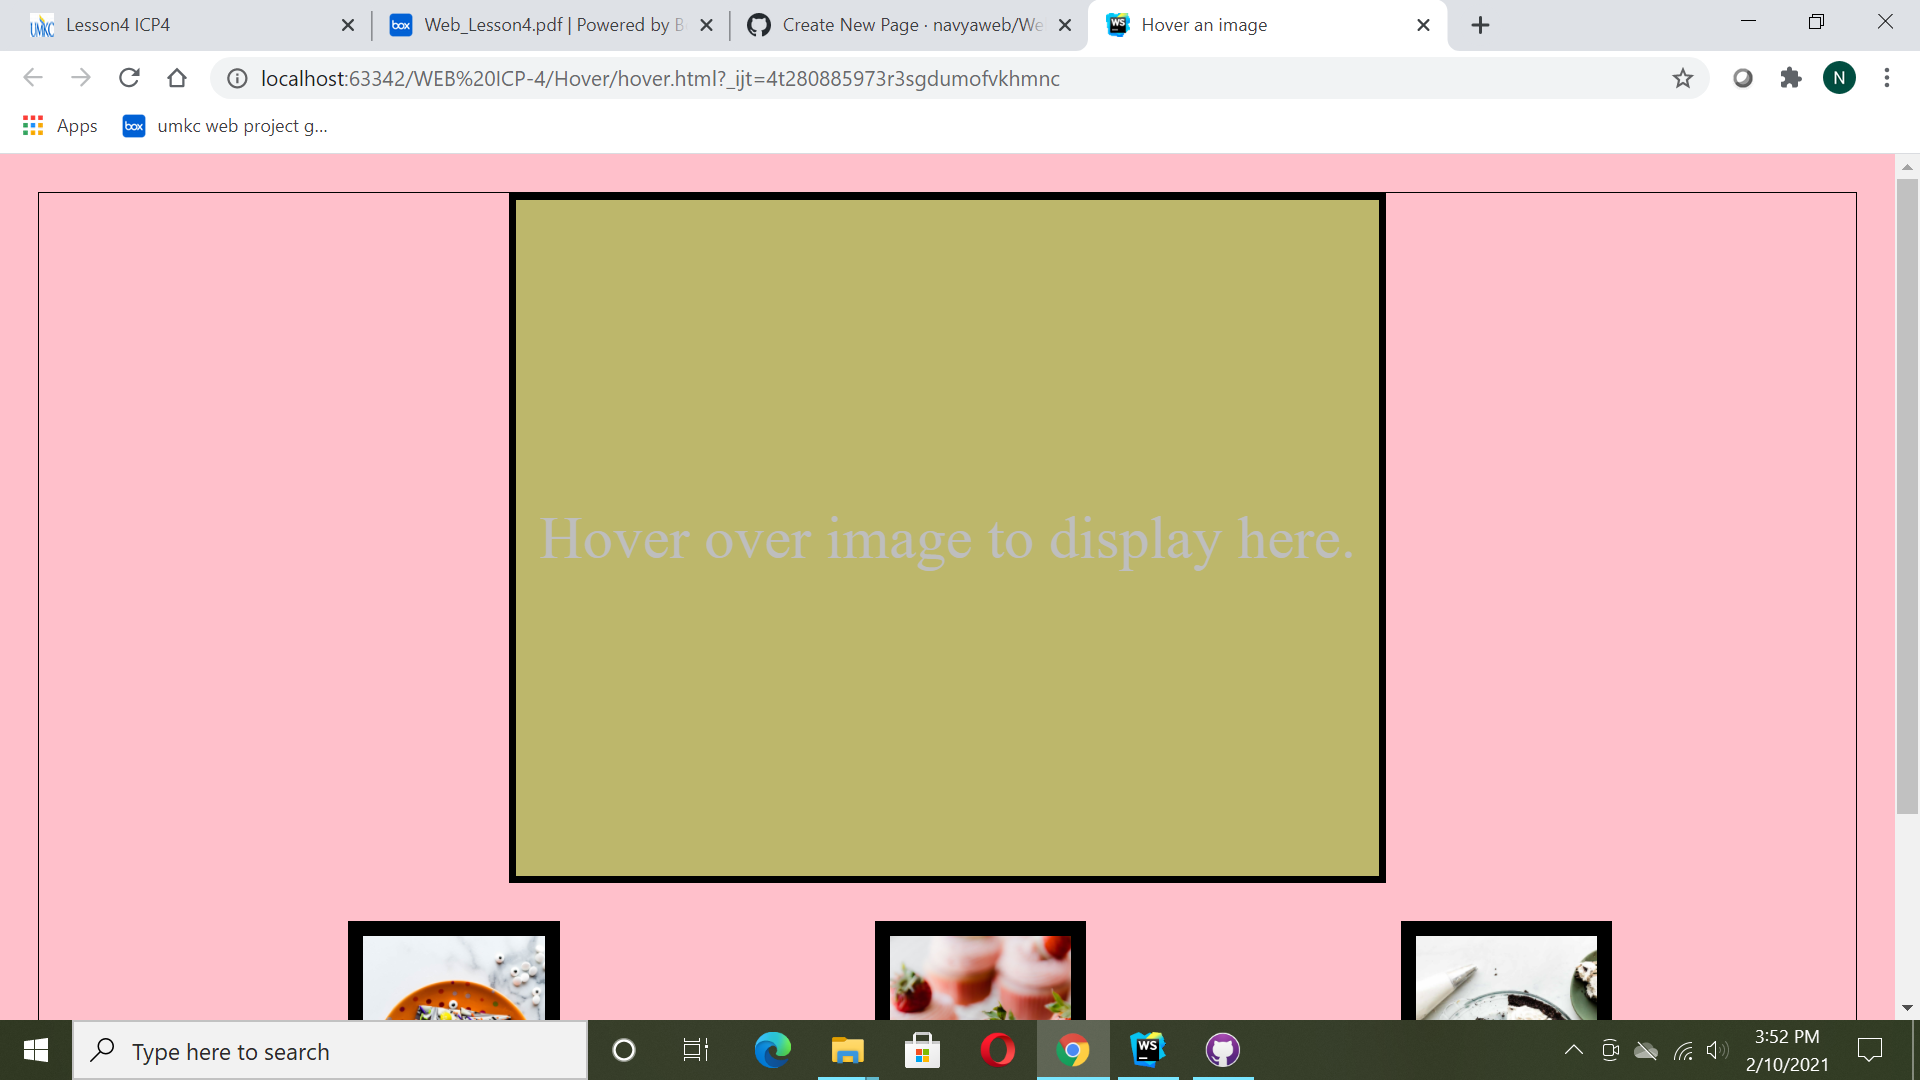 Lesson4 ICP4
Web_Lesson4.pdf | Powered by B
Create New Page · navyaweb/We
Hover an image
localhost:63342/WEB%20ICP-4/Hover/hover.html?_ijt=4t280885973r3sgdumofvkhmnc
N
Apps
box
umkc web project g...
Hover over image to display here.
Type here to search
WS
3:52 PM
2/10/2021